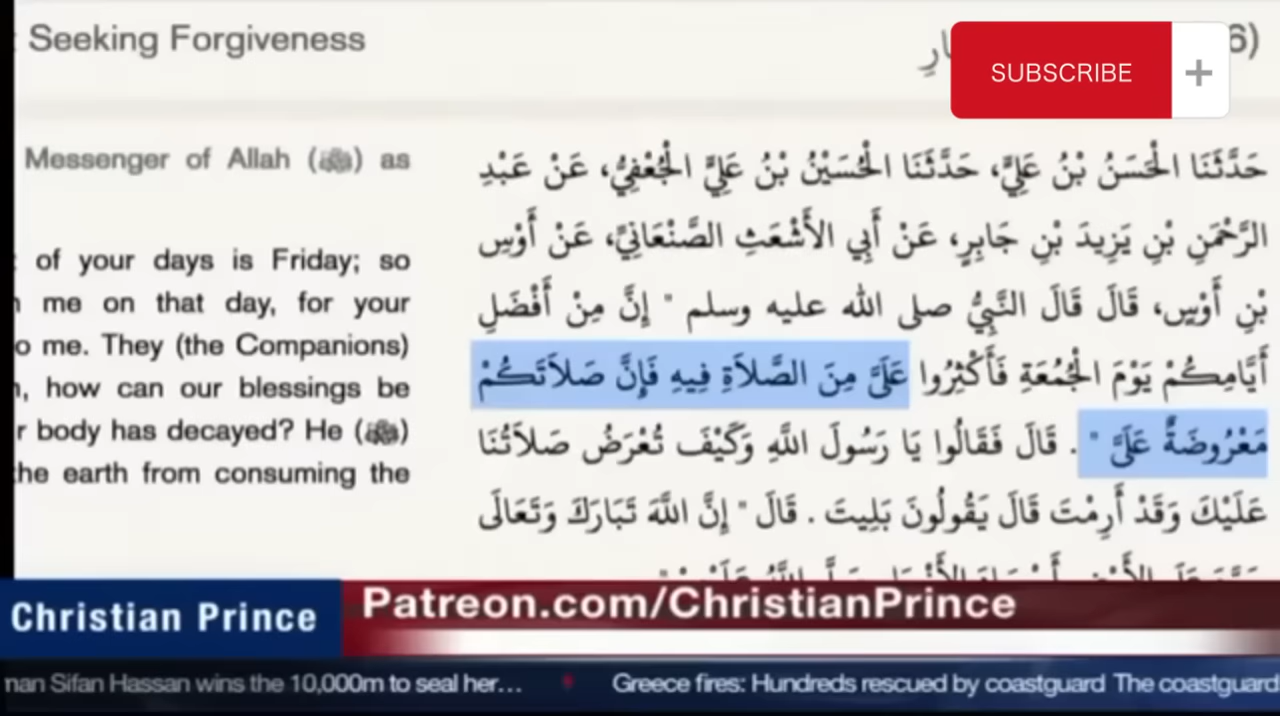 Seeking Forgiveness
6)
SUBSCRIBE +
Messenger of Allah (ﷺ) as
of your days is Friday; so
me on that day, for your
o me. They (the Companions)
, how can our blessings be
r body has decayed? He (ﷺ)
the earth from consuming the
حَدَّثَنَا الْحَسَنُ بْنُ عَلِيٍّ، حَدَّثَنَا الْحُسَيْنُ بْنُ عَلِيٍّ الْجُعْفِيُّ، عَنْ عَبْدِ
الرَّحْمَنِ بْنِ يَزِيدَ بْنِ جَابِرٍ، عَنْ أَبِي الأَشْعَثِ الصَّنْعَانِيِّ، عَنْ أَوْسِ
بْنِ أَوْسٍ، قَالَ قَالَ النَّبِيُّ صلى الله عليه وسلم " إِنَّ مِنْ أَفْضَلِ
أَيَّامِكُمْ يَوْمَ الْجُمُعَةِ فَأَكْثِرُوا عَلَىَّ مِنَ الصَّلاَةِ فِيهِ فَإِنَّ صَلاَتَكُمْ
مَعْرُوضَةٌ عَلَىَّ " . قَالَ فَقَالُوا يَا رَسُولَ اللَّهِ وَكَيْفَ تُعْرَضُ صَلاَتُنَا
عَلَيْكَ وَقَدْ أَرِمْتَ قَالَ يَقُولُونَ بَلِيتَ . قَالَ " إِنَّ اللَّهَ تَبَارَكَ وَتَعَالَى
Christian Prince
Patreon.com/ChristianPrince
man Sifan Hassan wins the 10,000m to seal her… Greece fires: Hundreds rescued by coastguard The coastguard